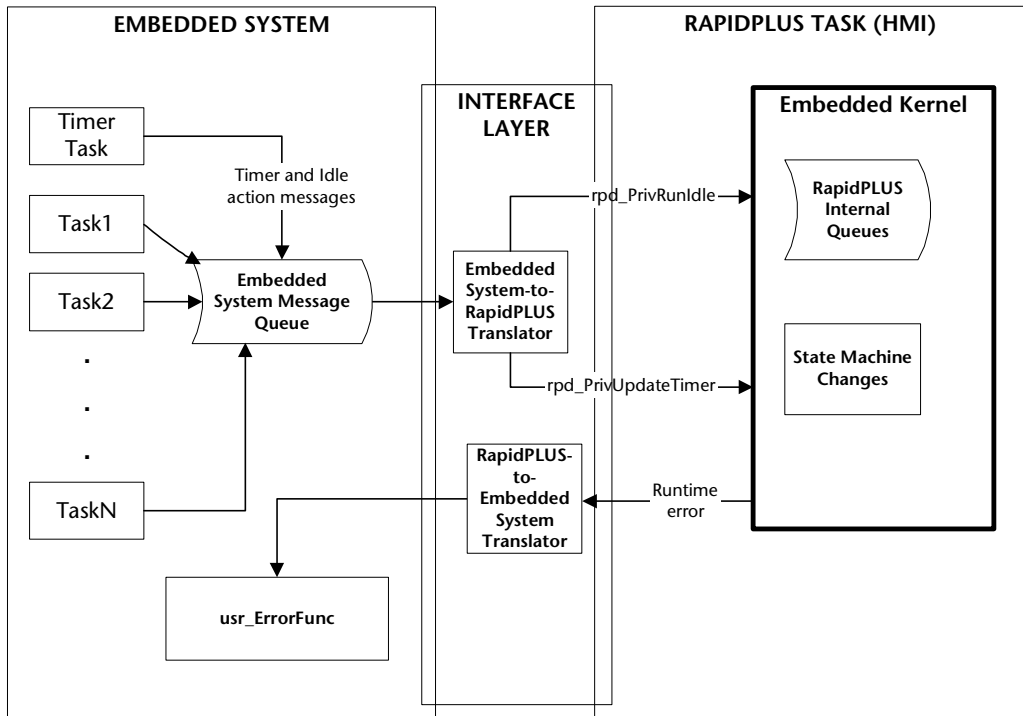 EMBEDDED SYSTEM
RAPIDPLUS TASK (HMI)
INTERFACE
LAYER
Embedded Kernel
Timer
Task
Timer and Idle
action messages
Task1
Task2
.
.
.
TaskN
Embedded
System Message
Queue
rpd_PrivRunIdle
RapidPLUS
Internal
Queues
Embedded
System-to-
RapidPLUS
Translator
rpd_PrivUpdateTimer
State Machine
Changes
RapidPLUS-
to-
Embedded
System
Translator
Runtime
error
usr_ErrorFunc